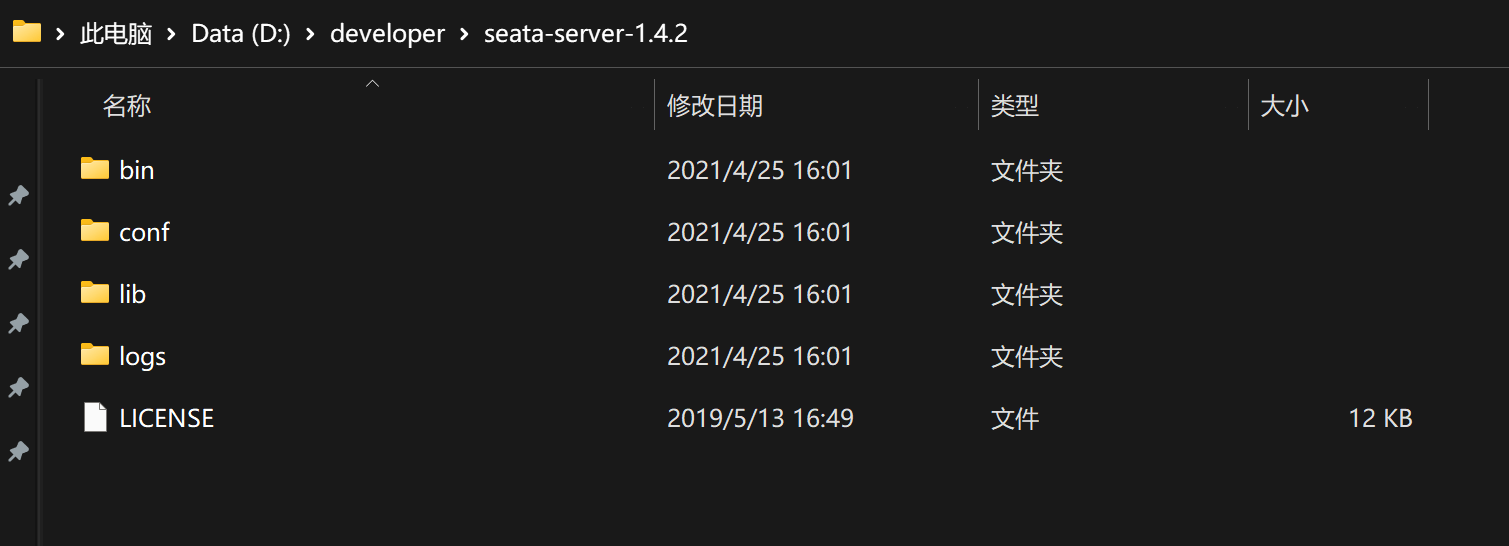 此电脑 Data (D:) developer seata-server-1.4.2
名称 修改日期 类型 大小
bin 2021/4/25 16:01 文件夹
conf 2021/4/25 16:01 文件夹
lib 2021/4/25 16:01 文件夹
logs 2021/4/25 16:01 文件夹
LICENSE 2019/5/13 16:49 文件 12 KB